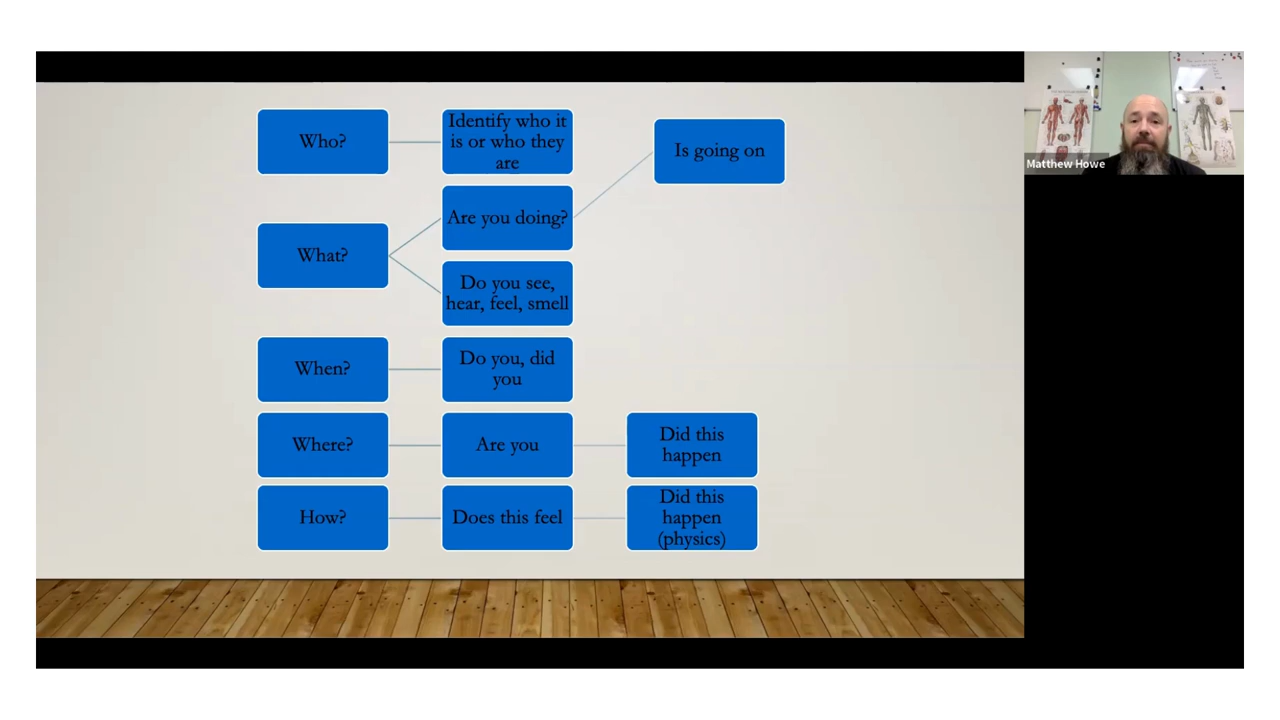 Who?
Identify who it
is or who they
are
Is going on
What?
Are you doing?
Do you see,
hear, feel, smell
When?
Do you, did
you
Where?
Are you
Did this
happen
How?
Does this feel
Did this
happen
(physics)
Matthew Howe